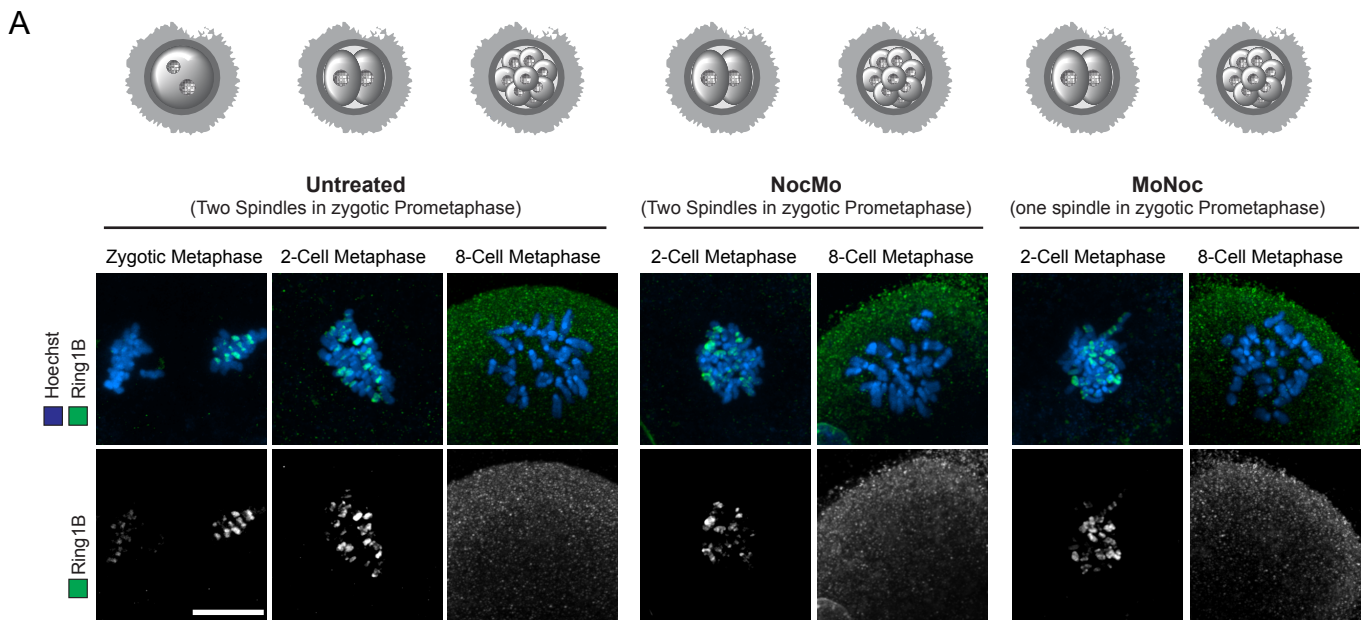 A
Untreated
(Two Spindles in zygotic Prometaphase)
NocMo
(Two Spindles in zygotic Prometaphase)
MoNoc
(one spindle in zygotic Prometaphase)
Zygotic Metaphase
2-Cell Metaphase
8-Cell Metaphase
2-Cell Metaphase
8-Cell Metaphase
2-Cell Metaphase
8-Cell Metaphase
Hoechst
Ring1B
Ring1B